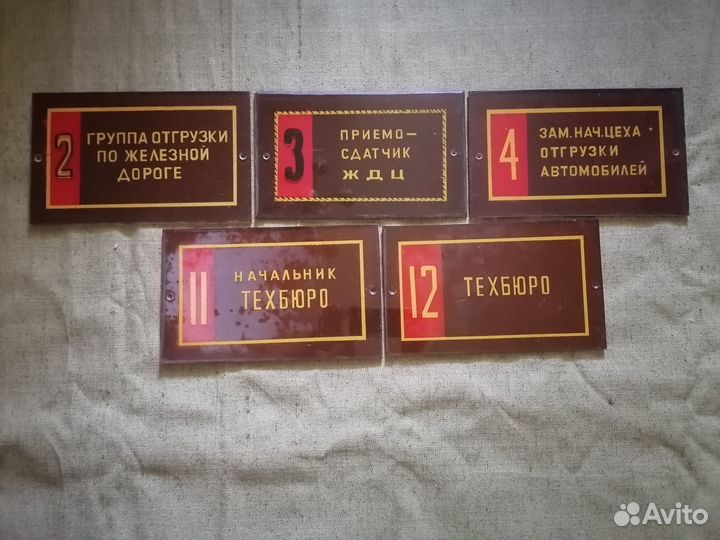 2
ГРУППА ОТГРУЗКИ
ПО ЖЕЛЕЗНОЙ
ДОРОГЕ
3
ПРИЕМО-
СДАТЧИК
ЖДЦ
4
ЗАМ. НАЧ. ЦЕХА
ОТГРУЗКИ
АВТОМОБИЛЕЙ
11
НАЧАЛЬНИК
ТЕХБЮРО
12
ТЕХБЮРО
Avito